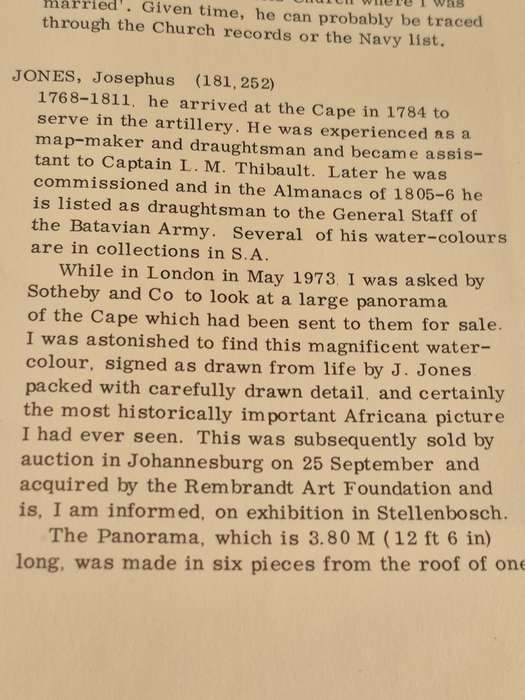 married'. Given time, he can probably be traced
through the Church records or the Navy list.
JONES, Josephus (181, 252)
1768-1811. he arrived at the Cape in 1784 to
serve in the artillery. He was experienced as a
map-maker and draughtsman and became assis-
tant to Captain L. M. Thibault. Later he was
commissioned and in the Almanacs of 1805-6 he
is listed as draughtsman to the General Staff of
the Batavian Army. Several of his water-colours
are in collections in S.A.
While in London in May 1973, I was asked by
Sotheby and Co to look at a large panorama
of the Cape which had been sent to them for sale.
I was astonished to find this magnificent water-
colour, signed as drawn from life by J. Jones
packed with carefully drawn detail, and certainly
the most historically important Africana picture
I had ever seen. This was subsequently sold by
auction in Johannesburg on 25 September and
acquired by the Rembrandt Art Foundation and
is, I am informed, on exhibition in Stellenbosch.
The Panorama, which is 3.80 M (12 ft 6 in)
long, was made in six pieces from the roof of one